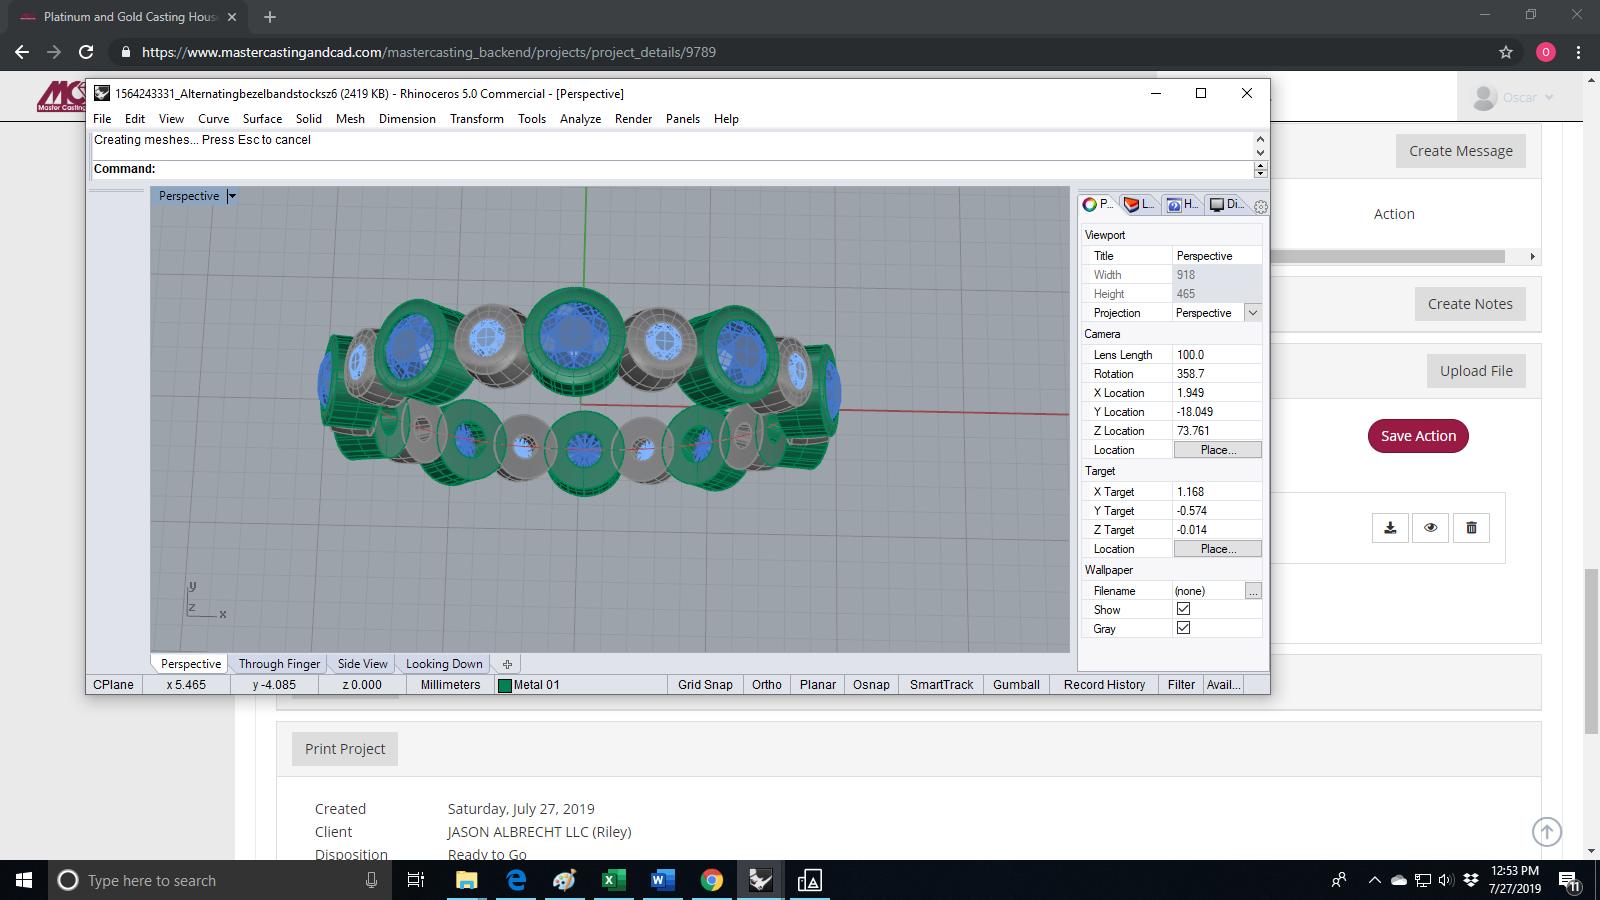 Platinum and Gold Casting Hous
https://www.mastercastingandcad.com/mastercasting_backend/projects/project_details/9789
O
MC
Master Casting
Oscar
1564243331_Alternatingbezelbandstocksz6 (2419 KB) - Rhinoceros 5.0 Commercial - [Perspective]
File Edit View Curve Surface Solid Mesh Dimension Transform Tools Analyze Render Panels Help
Creating meshes... Press Esc to cancel
Command:
Perspective
P... L... H... Di...
Viewport
Title Perspective
Width 918
Height 465
Projection Perspective
Camera
Lens Length 100.0
Rotation 358.7
X Location 1.949
Y Location -18.049
Z Location 73.761
Location Place...
Target
X Target 1.168
Y Target -0.574
Z Target -0.014
Location Place...
Wallpaper
Filename (none) ...
Show
Gray
y
z
x
Perspective Through Finger Side View Looking Down
CPlane x 5.465 y -4.085 z 0.000 Millimeters Metal 01 Grid Snap Ortho Planar Osnap SmartTrack Gumball Record History Filter Avail...
Create Message
Action
Create Notes
Upload File
Save Action
Print Project
Created Saturday, July 27, 2019
Client JASON ALBRECHT LLC (Riley)
Disposition Ready to Go
Type here to search
12:53 PM
7/27/2019
11